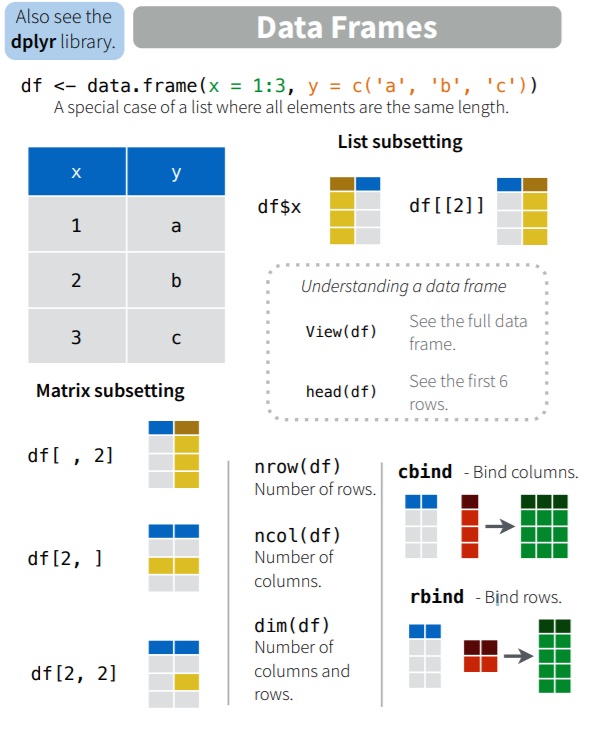 Also see the
dplyr library.
Data Frames
df <- data.frame(x = 1:3, y = c('a', 'b', 'c'))
A special case of a list where all elements are the same length.
x y
1 a
2 b
3 c
List subsetting
df$x
df[[2]]
Understanding a data frame
View(df)
See the full data
frame.
head(df)
See the first 6
rows.
Matrix subsetting
df[ , 2]
df[2, ]
df[2, 2]
nrow(df)
Number of rows.
ncol(df)
Number of
columns.
dim(df)
Number of
columns and
rows.
cbind - Bind columns.
rbind - Bind rows.